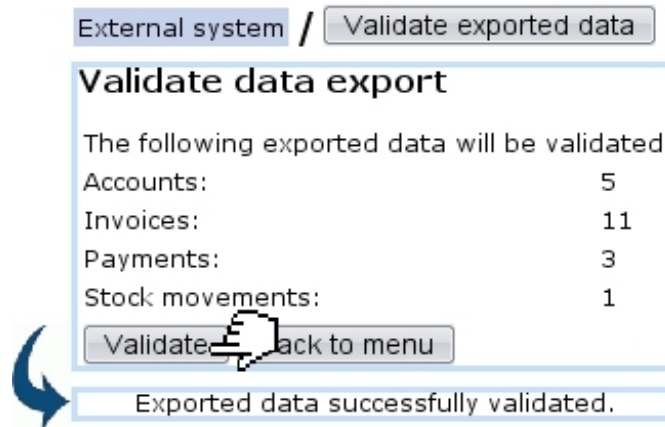 External system / Validate exported data
Validate data export
The following exported data will be validated
Accounts: 5
Invoices: 11
Payments: 3
Stock movements: 1
Validate ack to menu
Exported data successfully validated.